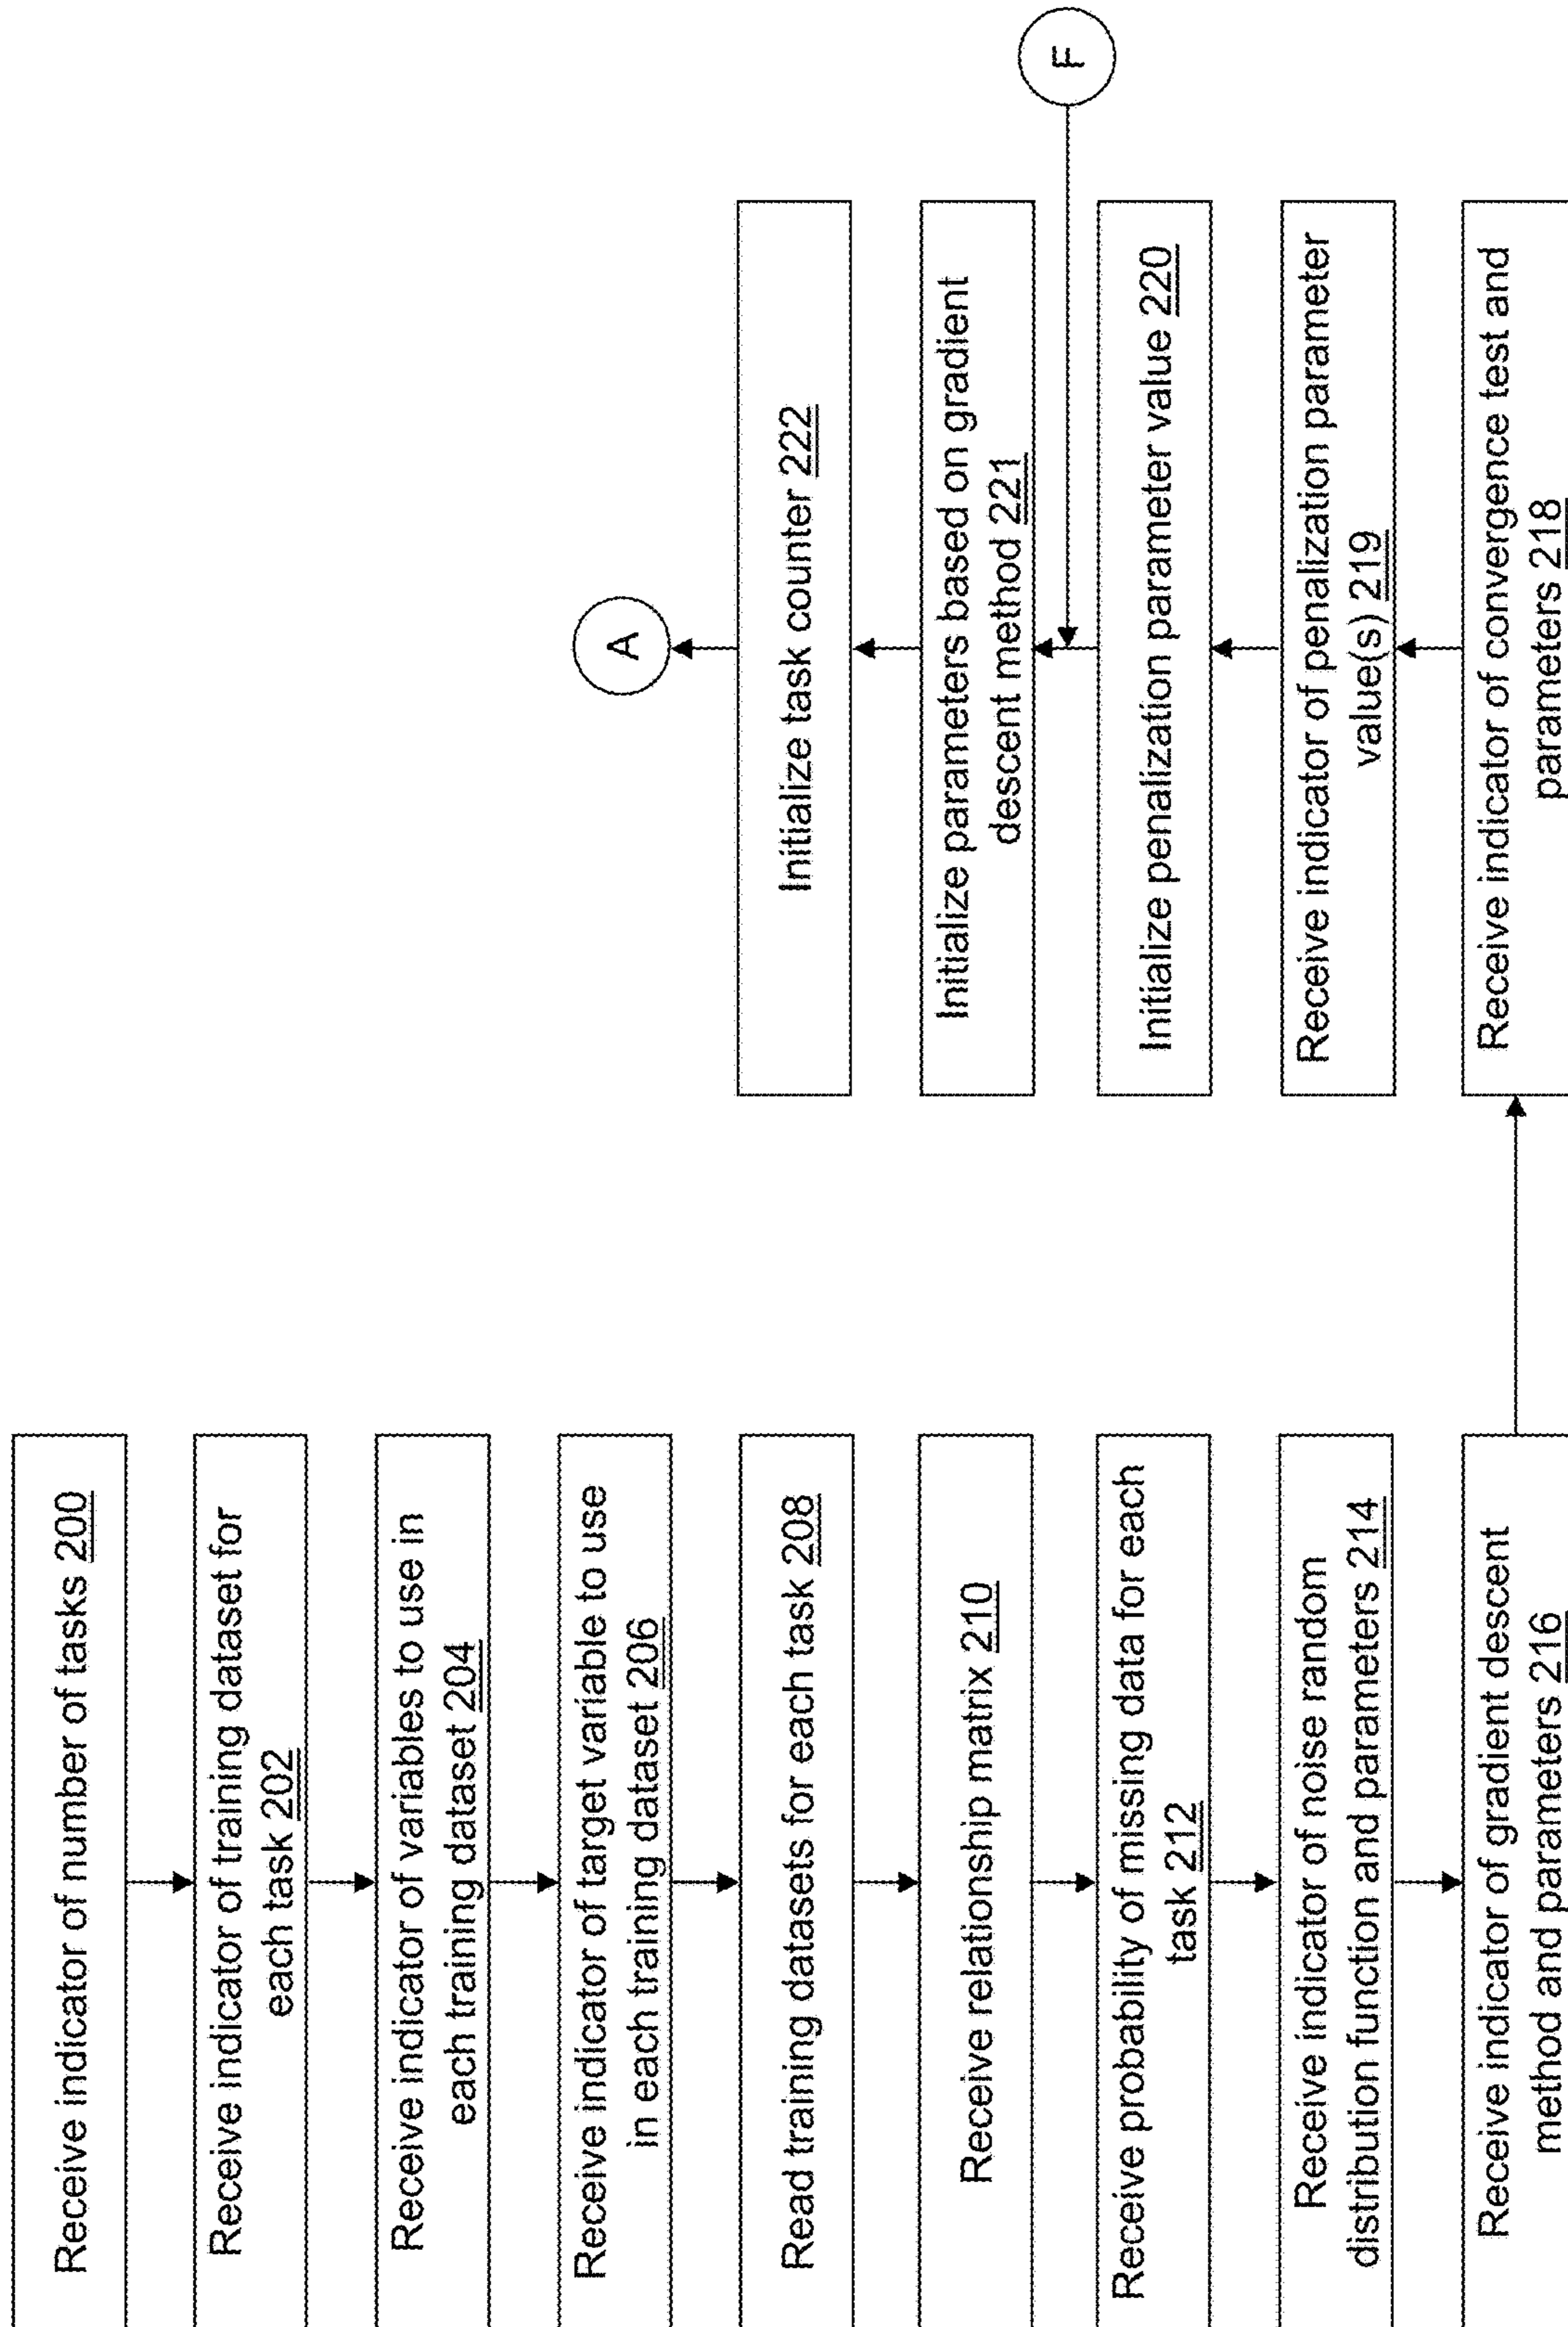 Receive indicator of number of tasks 200
Receive indicator of training dataset for
each task 202
Receive indicator of variables to use in
each training dataset 204
Receive indicator of target variable to use
in each training dataset 206
Read training datasets for each task 208
Receive relationship matrix 210
Receive probability of missing data for each
task 212
Receive indicator of noise random
distribution function and parameters 214
Receive indicator of gradient descent
method and parameters 216
Receive indicator of convergence test and
parameters 218
Receive indicator of penalization parameter
value(s) 219
Initialize penalization parameter value 220
F
Initialize parameters based on gradient
descent method 221
Initialize task counter 222
A